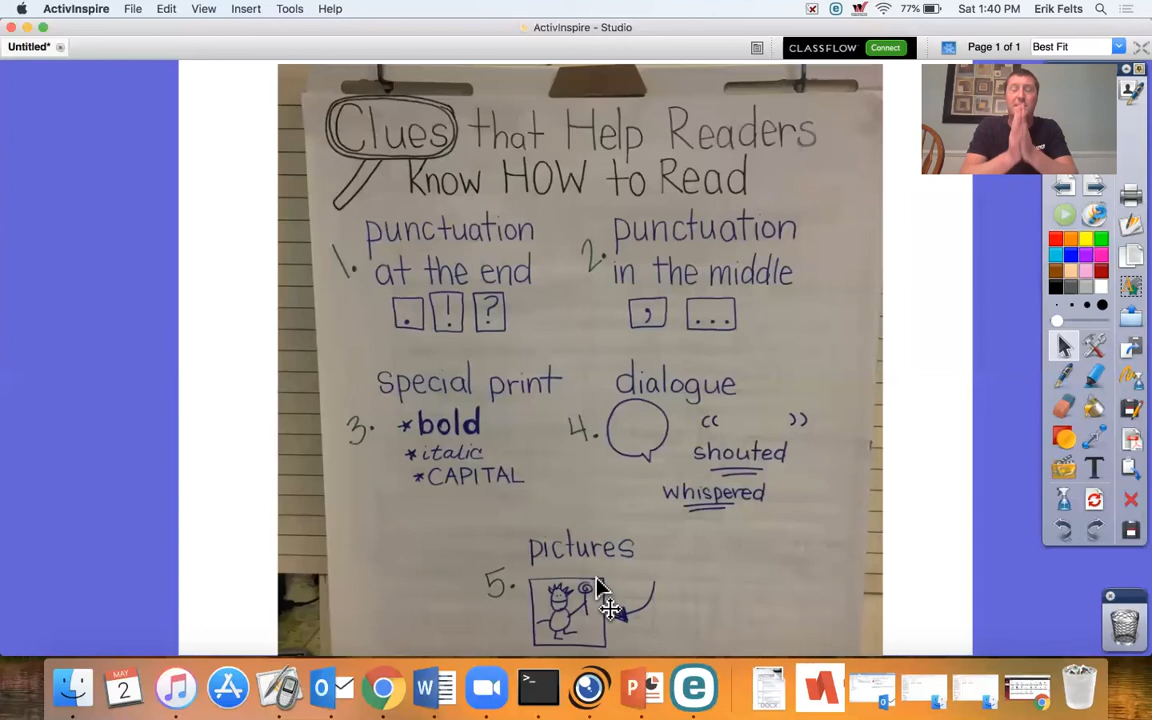 ActivInspire File Edit View Insert Tools Help 77% Sat 1:40 PM Erik Felts
ActivInspire - Studio
Untitled* CLASSFLOW Connect Page 1 of 1 Best Fit
Clues that Help Readers
Know HOW to Read
1. punctuation
at the end
. ! ?
2. punctuation
in the middle
, ...
3. special print
*bold
*italic
*CAPITAL
4. dialogue
“ ”
shouted
whispered
5. pictures
MAY
2